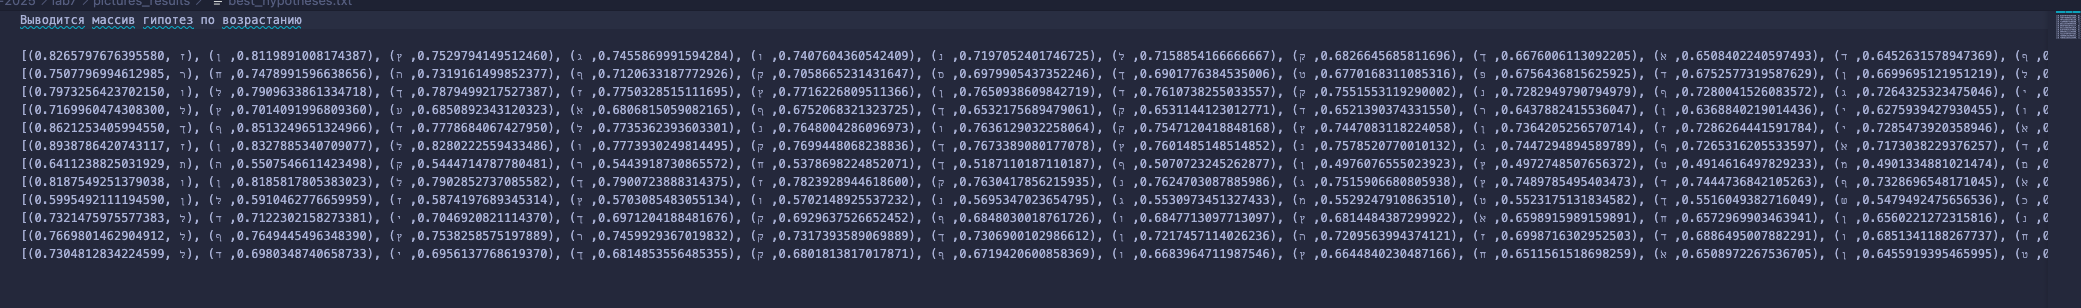 -2025 > lab7 > pictures_results > best_hypotheses.txt
Выводится массив гипотез по возрастанию
[(0.8265797676395580, ז), (ן ,0.8119891008174387), (ץ ,0.7529794149512460), (ג ,0.7455869991594284), (ו ,0.7407604360542409), (נ ,0.7197052401746725), (ל ,0.7158854166666667), (ק ,0.6826645685811696), (ך ,0.6676006113092205), (א ,0.6508402240597493), (ד ,0.6452631578947369), (ף ,0
[(0.7507796994612985, ר), (ח ,0.7478991596638656), (ה ,0.7319161499852377), (ף ,0.7120633187772926), (ק ,0.7058665231431647), (ס ,0.6979905437352246), (ך ,0.6901776384535006), (ט ,0.6770168311085316), (פ ,0.6756436815625925), (ד ,0.6752577319587629), (ן ,0.669695121951219), (ל ,0
[(0.7973256423702150, ו), (ל ,0.7909633861334718), (ך ,0.7879499217527387), (ז ,0.7750328515111695), (ץ ,0.7716226809511366), (ן ,0.7650938609842719), (ד ,0.7610738255033557), (ק ,0.7551553119290002), (נ ,0.7282949790794979), (ף ,0.7280041526083572), (ג ,0.7264325323475046), (י ,0
[(0.7169960474308300, ל), (ץ ,0.7014091996809360), (ע ,0.6850892343120323), (א ,0.6806815059082165), (ף ,0.6752068321323725), (ך ,0.6532175689479061), (ק ,0.6531144123012771), (ד ,0.6521390374331550), (ר ,0.6437882415536047), (ז ,0.6368840219014436), (ן ,0.6275939427930455), (ו ,0
[(0.8621253405994550, ך), (ף ,0.8513249651324966), (ד ,0.7778684067427950), (ל ,0.7735362393603301), (נ ,0.7648004286096973), (ו ,0.7636129032258064), (ק ,0.7547120418848168), (ץ ,0.7447083118224058), (ן ,0.7364205256570714), (ז ,0.7286264441591784), (י ,0.7285473920358946), (א ,0
[(0.8938786420743117, ז), (ן ,0.8327885340709077), (ל ,0.8280222559433486), (ו ,0.7773930249814495), (ק ,0.7699448068238836), (ך ,0.7673389080177078), (ץ ,0.7601485148514852), (נ ,0.7578520770010132), (ג ,0.7447294894589789), (ף ,0.7265316205533597), (א ,0.7173038229376257), (ד ,0
[(0.6411238825031929, ת), (ה ,0.5507546611423498), (ק ,0.5444714787780481), (ר ,0.5443918730865572), (ח ,0.5378698224852071), (ך ,0.5187110187110187), (ף ,0.5070723245262877), (ן ,0.4976076555023923), (ץ ,0.4972748507656372), (ט ,0.4914616497829233), (מ ,0.4901334881021474), (ם ,0
[(0.8187549251379038, ו), (ן ,0.8185817805383023), (ל ,0.7902852737085582), (ך ,0.7900723888314375), (ז ,0.7823928944618600), (ק ,0.7630417856215935), (נ ,0.7624703087885986), (ג ,0.7515906680805938), (ץ ,0.7489785495403473), (ד ,0.7444736842105263), (ף ,0.7328696548171045), (א ,0
[(0.5995492111194590, ן), (ל ,0.5910462776659959), (ז ,0.5874197689345314), (ץ ,0.5703085483055134), (ו ,0.5702148925537232), (נ ,0.5695347023654795), (ג ,0.5530973451327433), (מ ,0.5529247910863510), (ט ,0.5523175131834582), (ך ,0.5516049382716049), (ש ,0.5479492475656536), (כ ,0
[(0.7321475975577383, ל), (ד ,0.7122302158273381), (י ,0.7046920821114370), (ך ,0.6971204188481676), (ק ,0.6929637526652452), (ף ,0.6848030018761726), (ו ,0.6847713097713097), (ץ ,0.6814484387299922), (א ,0.6598915989159891), (ח ,0.6572969903463941), (ן ,0.6560221272315816), (נ ,0
[(0.7669801462904912, ל), (ף ,0.7649445496348390), (ץ ,0.7538258575197889), (ר ,0.7459929367019832), (ק ,0.7317393589069889), (ך ,0.7306900102986612), (ן ,0.7217457114026236), (ה ,0.7209563994374121), (ז ,0.6998716302952503), (ד ,0.6886495007882291), (ו ,0.6851341188267737), (ח ,0
[(0.7304812834224599, ל), (ד ,0.6980348740658733), (י ,0.6956137768619370), (ך ,0.6814853556485355), (ק ,0.6801813817017871), (ף ,0.6719420600858369), (ו ,0.6683964711987546), (ץ ,0.6644840230487166), (ח ,0.6511561518698259), (א ,0.6508972267536705), (ן ,0.6455919395465995), (ט ,0